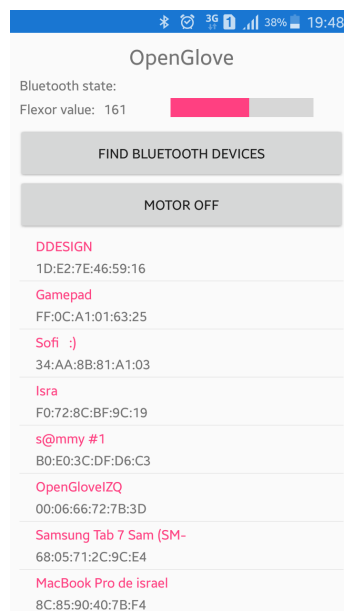 3G 1 38% 19:48
OpenGlove
Bluetooth state:
Flexor value: 161
FIND BLUETOOTH DEVICES
MOTOR OFF
DDESIGN
1D:E2:7E:46:59:16
Gamepad
FF:0C:A1:01:63:25
Sofi :)
34:AA:8B:81:A1:03
Isra
F0:72:8C:BF:9C:19
s@mmy #1
B0:E0:3C:DF:D6:C3
OpenGloveIZQ
00:06:66:72:7B:3D
Samsung Tab 7 Sam (SM-
68:05:71:2C:9C:E4
MacBook Pro de israel
8C:85:90:40:7B:F4